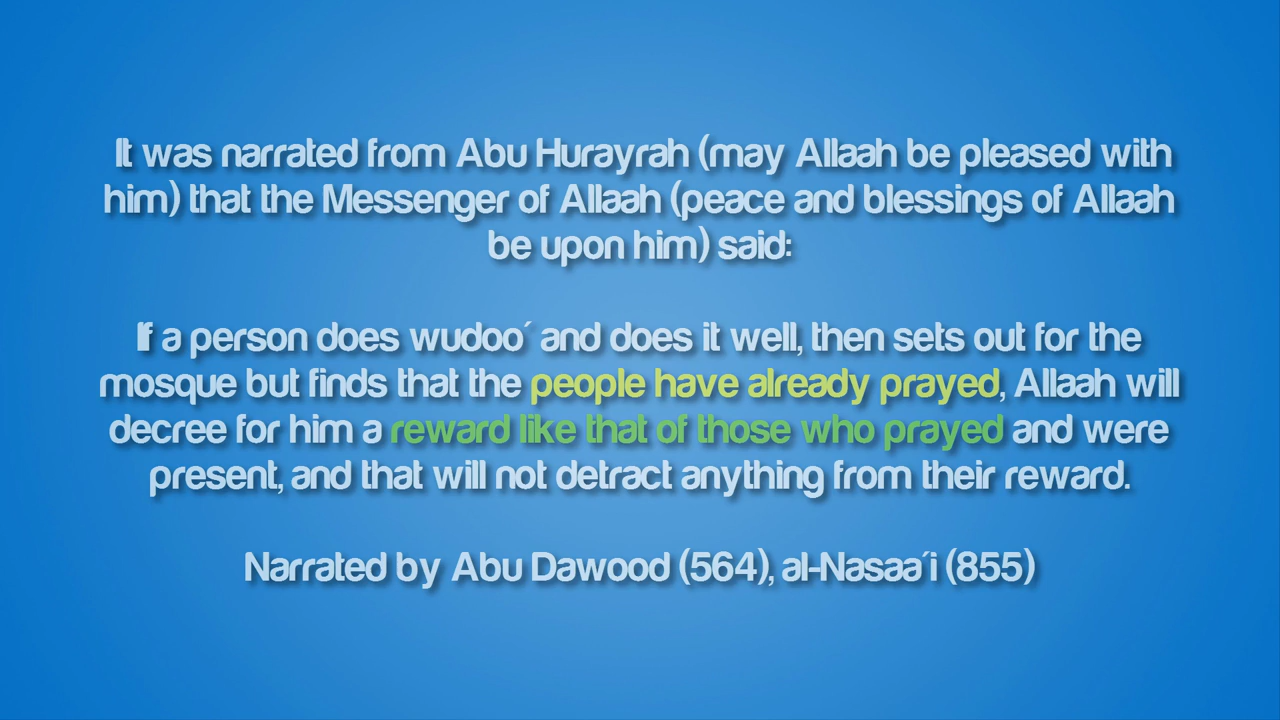 It was narrated from Abu Hurayrah (may Allaah be pleased with
him) that the Messenger of Allaah (peace and blessings of Allaah
be upon him) said:
If a person does wudoo´ and does it well, then sets out for the
mosque but finds that the people have already prayed, Allaah will
decree for him a reward like that of those who prayed and were
present, and that will not detract anything from their reward.
Narrated by Abu Dawood (564), al-Nasaa´i (855)